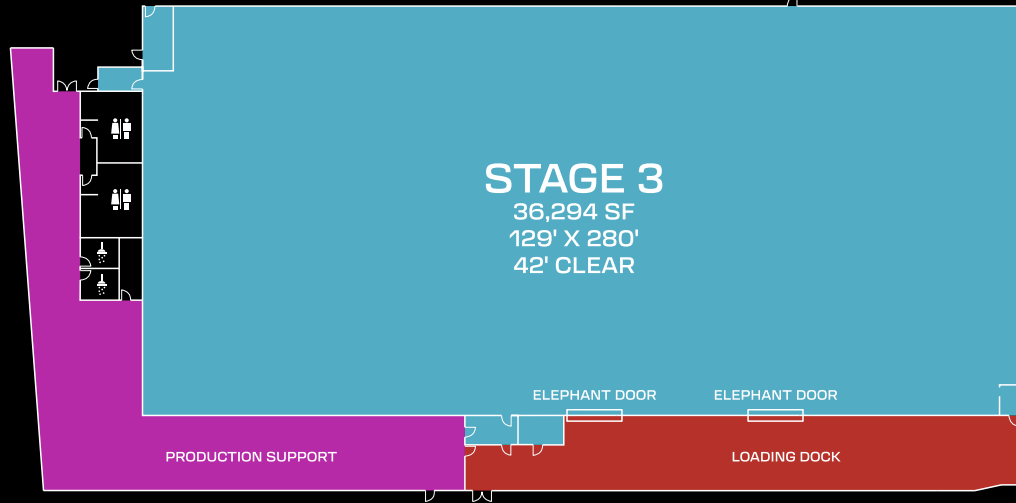 STAGE 3
36,294 SF
129' X 280'
42' CLEAR
ELEPHANT DOOR
ELEPHANT DOOR
PRODUCTION SUPPORT
LOADING DOCK